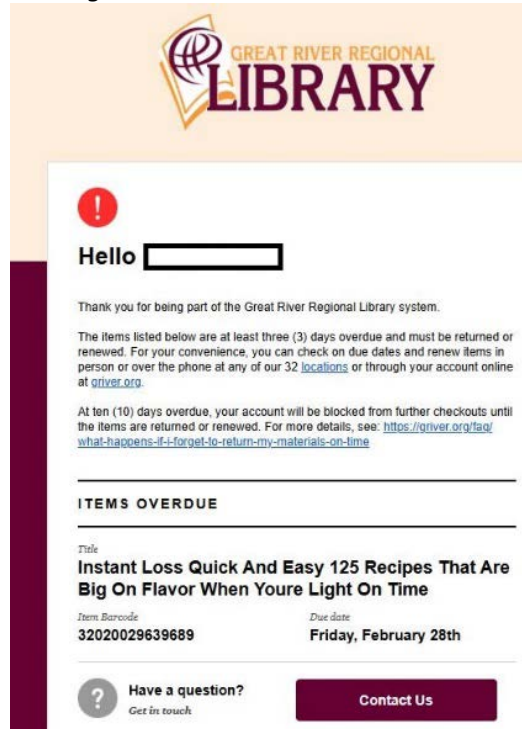 GREAT RIVER REGIONAL
LIBRARY
!
Hello
Thank you for being part of the Great River Regional Library system.
The items listed below are at least three (3) days overdue and must be returned or
renewed. For your convenience, you can check on due dates and renew items in
person or over the phone at any of our 32 locations or through your account online
at griver.org.
At ten (10) days overdue, your account will be blocked from further checkouts until
the items are returned or renewed. For more details, see: https://griver.org/faq/
what-happens-if-i-forget-to-return-my-materials-on-time
ITEMS OVERDUE
Title
Instant Loss Quick And Easy 125 Recipes That Are
Big On Flavor When Youre Light On Time
Item Barcode Due date
32020029639689 Friday, February 28th
? Have a question?
Get in touch
Contact Us